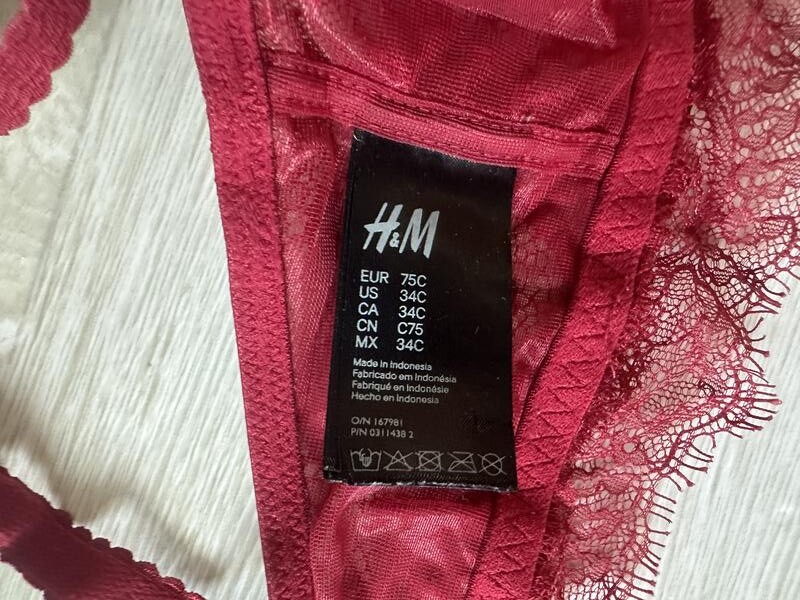 H&M
EUR 75C
US 34C
CA 34C
CN C75
MX 34C
Made in Indonesia
Fabricado em Indonésia
Fabriqué en Indonésie
Hecho en Indonesia
O/N 167981
P/N 0311438 2